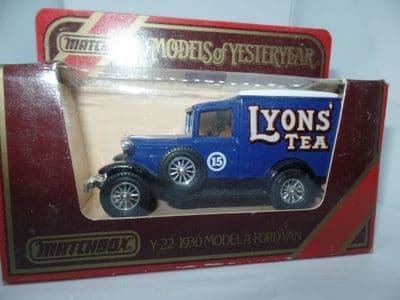 MATCHBOX
MODELS OF YESTERYEAR
LYONS'
TEA
15
MATCHBOX
Y-22 1930 MODEL A FORD VAN